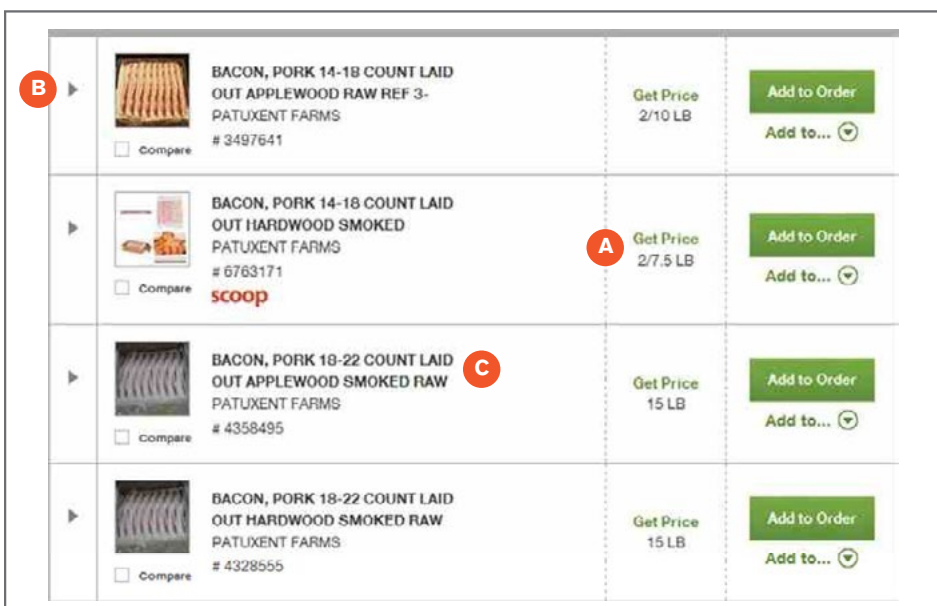 B
BACON, PORK 14-18 COUNT LAID
OUT APPLEWOOD RAW REF 3-
PATUXENT FARMS
# 3497641
Compare
Get Price
2/10 LB
Add to Order
Add to...
BACON, PORK 14-18 COUNT LAID
OUT HARDWOOD SMOKED
PATUXENT FARMS
# 6763171
scoop
Compare
A
Get Price
2/7.5 LB
Add to Order
Add to...
BACON, PORK 18-22 COUNT LAID
OUT APPLEWOOD SMOKED RAW
PATUXENT FARMS
# 4358495
Compare
C
Get Price
15 LB
Add to Order
Add to...
BACON, PORK 18-22 COUNT LAID
OUT HARDWOOD SMOKED RAW
PATUXENT FARMS
# 4328555
Compare
Get Price
15 LB
Add to Order
Add to...